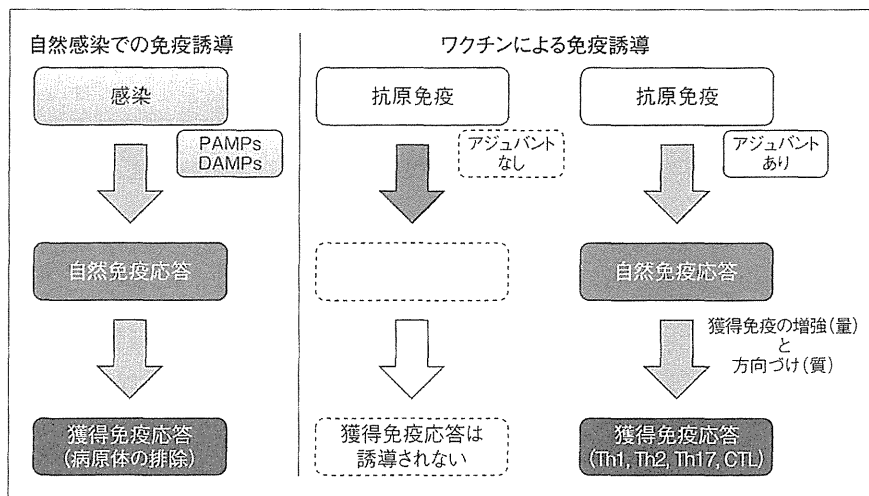 自然感染での免疫誘導
感染
PAMPs
DAMPs
自然免疫応答
獲得免疫応答
(病原体の排除)
ワクチンによる免疫誘導
抗原免疫
アジュバント
なし
獲得免疫応答は
誘導されない
抗原免疫
アジュバント
あり
自然免疫応答
獲得免疫の増強(量)
と
方向づけ(質)
獲得免疫応答
(Th1, Th2, Th17, CTL)